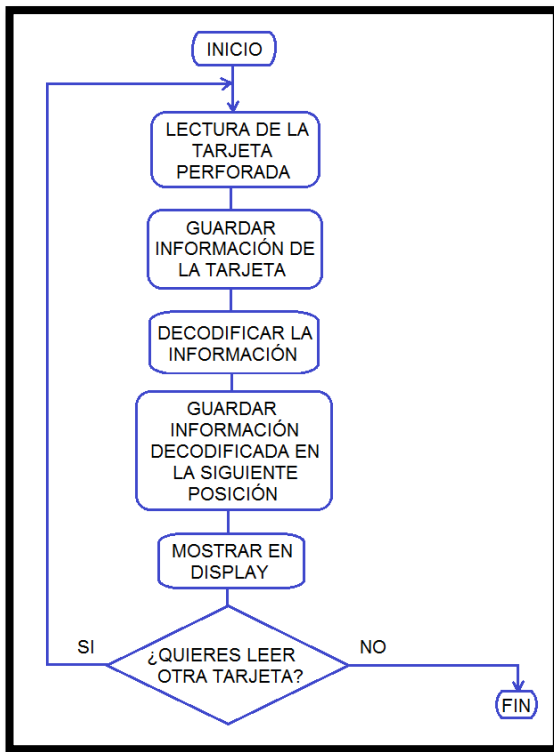 INICIO
LECTURA DE LA
TARJETA
PERFORADA
GUARDAR
INFORMACIÓN DE
LA TARJETA
DECODIFICAR LA
INFORMACIÓN
GUARDAR
INFORMACIÓN
DECODIFICADA EN
LA SIGUIENTE
POSICIÓN
MOSTRAR EN
DISPLAY
SI
¿QUIERES LEER
OTRA TARJETA?
NO
FIN